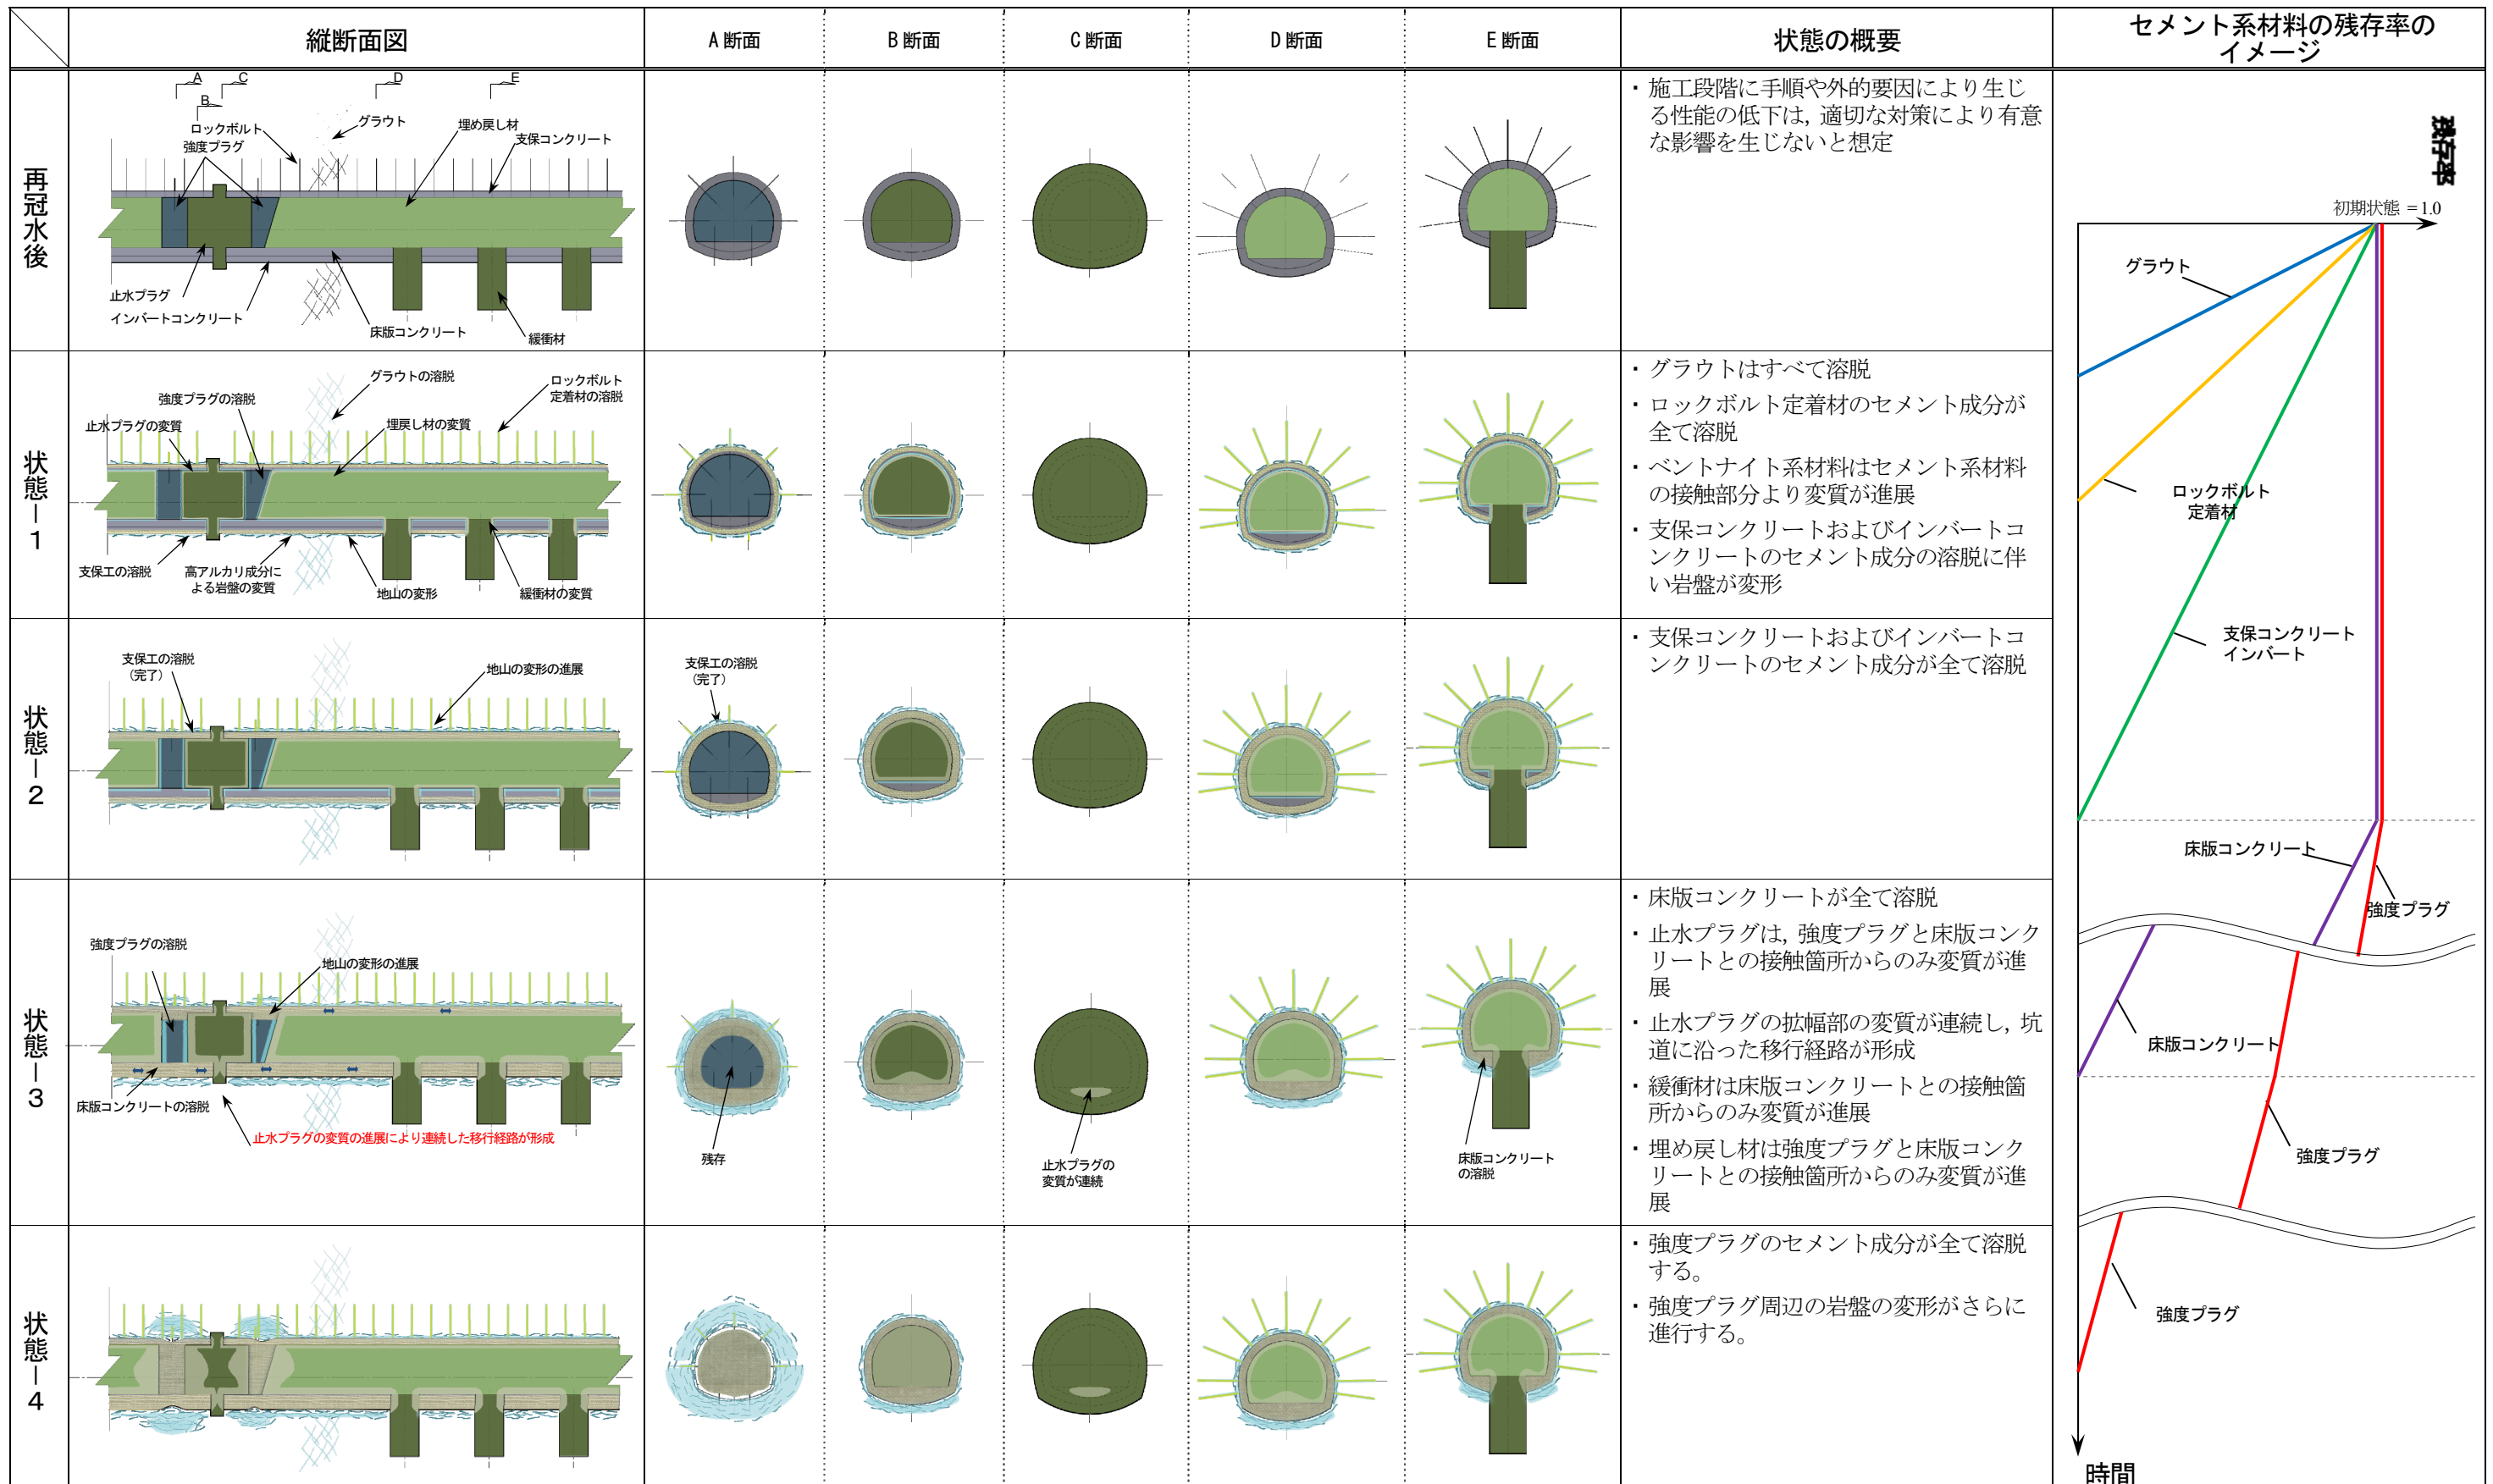 縦断面図
A 断面
B 断面
C 断面
D 断面
E 断面
状態の概要
セメント系材料の残存率の
イメージ
再冠水後
A
C
B
D
E
ロックボルト
強度プラグ
グラウト
埋め戻し材
支保コンクリート
止水プラグ
インバートコンクリート
床版コンクリート
緩衝材
・施工段階に手順や外的要因により生じ
る性能の低下は, 適切な対策により有意
な影響を生じないと想定
状態－1
グラウトの溶脱
ロックボルト
定着材の溶脱
強度プラグの溶脱
止水プラグの変質
埋戻し材の変質
支保工の溶脱
高アルカリ成分に
よる岩盤の変質
地山の変形
緩衝材の変質
・グラウトはすべて溶脱
・ロックボルト定着材のセメント成分が
全て溶脱
・ベントナイト系材料はセメント系材料
の接触部分より変質が進展
・支保コンクリートおよびインバートコ
ンクリートのセメント成分の溶脱に伴
い岩盤が変形
状態－2
支保工の溶脱
(完了)
地山の変形の進展
支保工の溶脱
(完了)
・支保コンクリートおよびインバートコ
ンクリートのセメント成分が全て溶脱
状態－3
強度プラグの溶脱
地山の変形の進展
床版コンクリートの溶脱
止水プラグの変質の進展により連続した移行経路が形成
残存
止水プラグの
変質が連続
床版コンクリート
の溶脱
・床版コンクリートが全て溶脱
・止水プラグは, 強度プラグと床版コンク
リートとの接触箇所からのみ変質が進
展
・止水プラグの拡幅部の変質が連続し, 坑
道に沿った移行経路が形成
・緩衝材は床版コンクリートとの接触箇
所からのみ変質が進展
・埋め戻し材は強度プラグと床版コンク
リートとの接触箇所からのみ変質が進
展
状態－4
・強度プラグのセメント成分が全て溶脱
する。
・強度プラグ周辺の岩盤の変形がさらに
進行する。
残存率
初期状態 =1.0
グラウト
ロックボルト
定着材
支保コンクリート
インバート
床版コンクリート
強度プラグ
床版コンクリート
強度プラグ
強度プラグ
時間